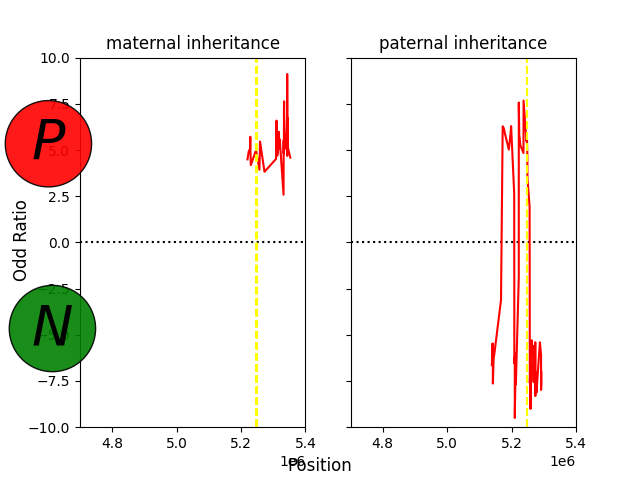 maternal inheritance
paternal inheritance
10.0
7.5
P
5.0
2.5
Odd Ratio
0.0
−2.5
N
−7.5
−10.0
4.8 5.0 5.2 5.4
1e6
4.8 5.0 5.2 5.4
1e6
Position